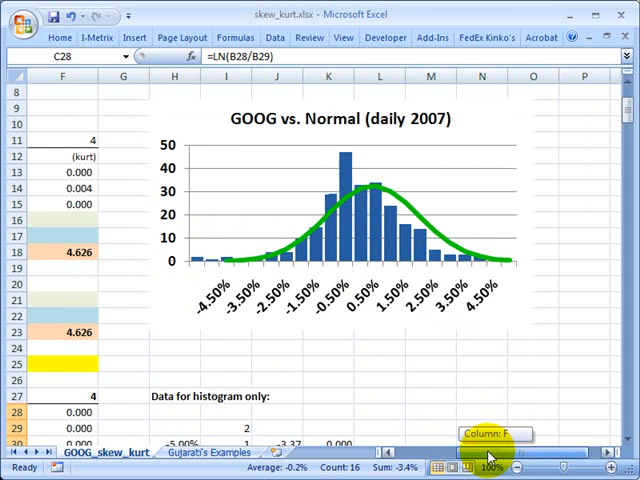 skew_kurt.xlsx - Microsoft Excel
Home I-Metrix Insert Page Layout Formulas Data Review View Developer Add-Ins FedEx Kinko's Acrobat
C28 fx =LN(B28/B29)
F G H I J K L M N O P
8
9
10
11 4
12 (kurt)
13 0.000
14 0.004
15 0.000
16
17
18 4.626
19
20
21
22
23 4.626
24
25
26
27 4 Data for histogram only:
28 0.000
29 0.000 2
30 0.000 -5.00% 1 -3.37 0.000
GOOG vs. Normal (daily 2007)
50
40
30
20
10
0
-4.50% -3.50% -2.50% -1.50% -0.50% 0.50% 1.50% 2.50% 3.50% 4.50%
Column: F
GOOG_skew_kurt Gujarati's Examples
Ready Average: -0.2% Count: 16 Sum: -3.4% 100%